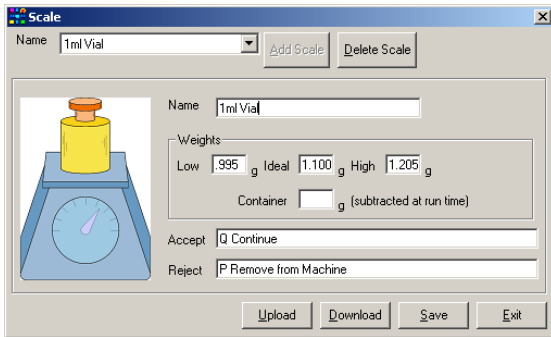 Scale
Name 1ml Vial Add Scale Delete Scale
Name 1ml Vial
Weights
Low .995 g Ideal 1.100 g High 1.205 g
Container g (subtracted at run time)
Accept Q Continue
Reject P Remove from Machine
Upload Download Save Exit